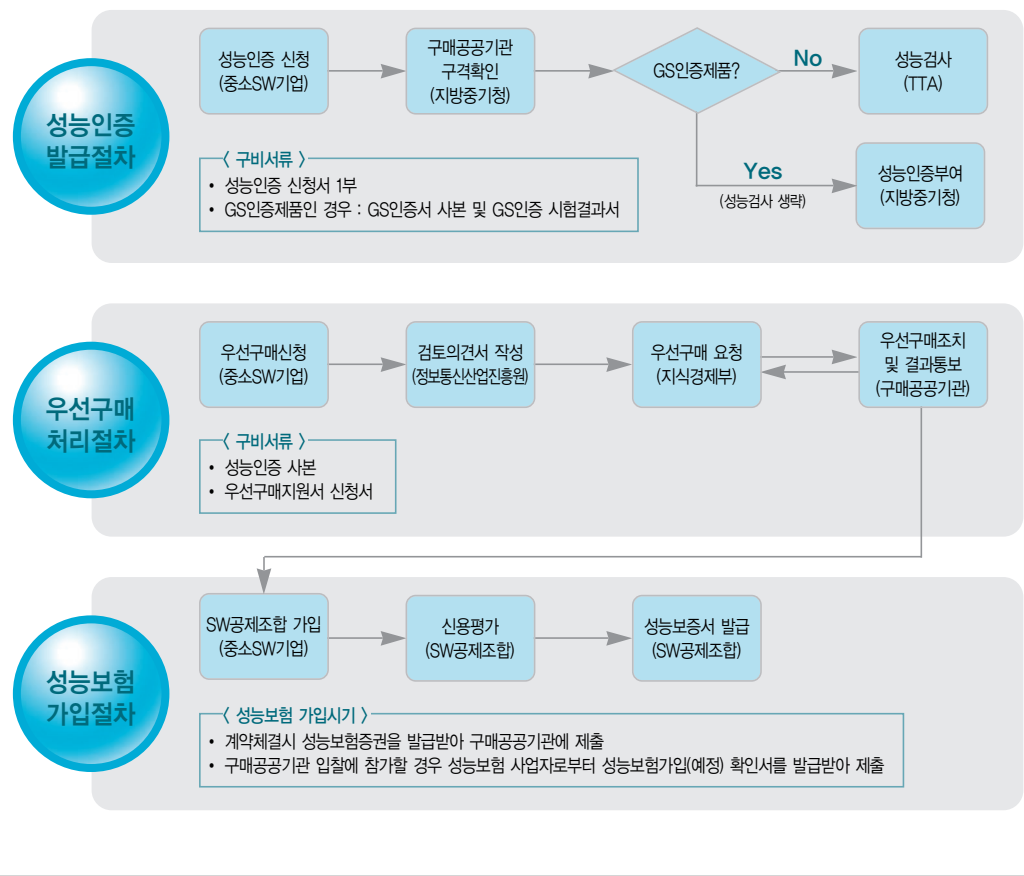 성능인증
발급절차
성능인증 신청
(중소SW기업)
구매공공기관
구격확인
(지방중기청)
GS인증제품?
No
성능검사
(TTA)
Yes
(성능검사 생략)
성능인증부여
(지방중기청)
〈 구비서류 〉
• 성능인증 신청서 1부
• GS인증제품인 경우 : GS인증서 사본 및 GS인증 시험결과서
우선구매
처리절차
우선구매신청
(중소SW기업)
검토의견서 작성
(정보통신산업진흥원)
우선구매 요청
(지식경제부)
우선구매조치
및 결과통보
(구매공공기관)
〈 구비서류 〉
• 성능인증 사본
• 우선구매지원서 신청서
성능보험
가입절차
SW공제조합 가입
(중소SW기업)
신용평가
(SW공제조합)
성능보증서 발급
(SW공제조합)
〈 성능보험 가입시기 〉
• 계약체결시 성능보험증권을 발급받아 구매공공기관에 제출
• 구매공공기관 입찰에 참가할 경우 성능보험 사업자로부터 성능보험가입(예정) 확인서를 발급받아 제출